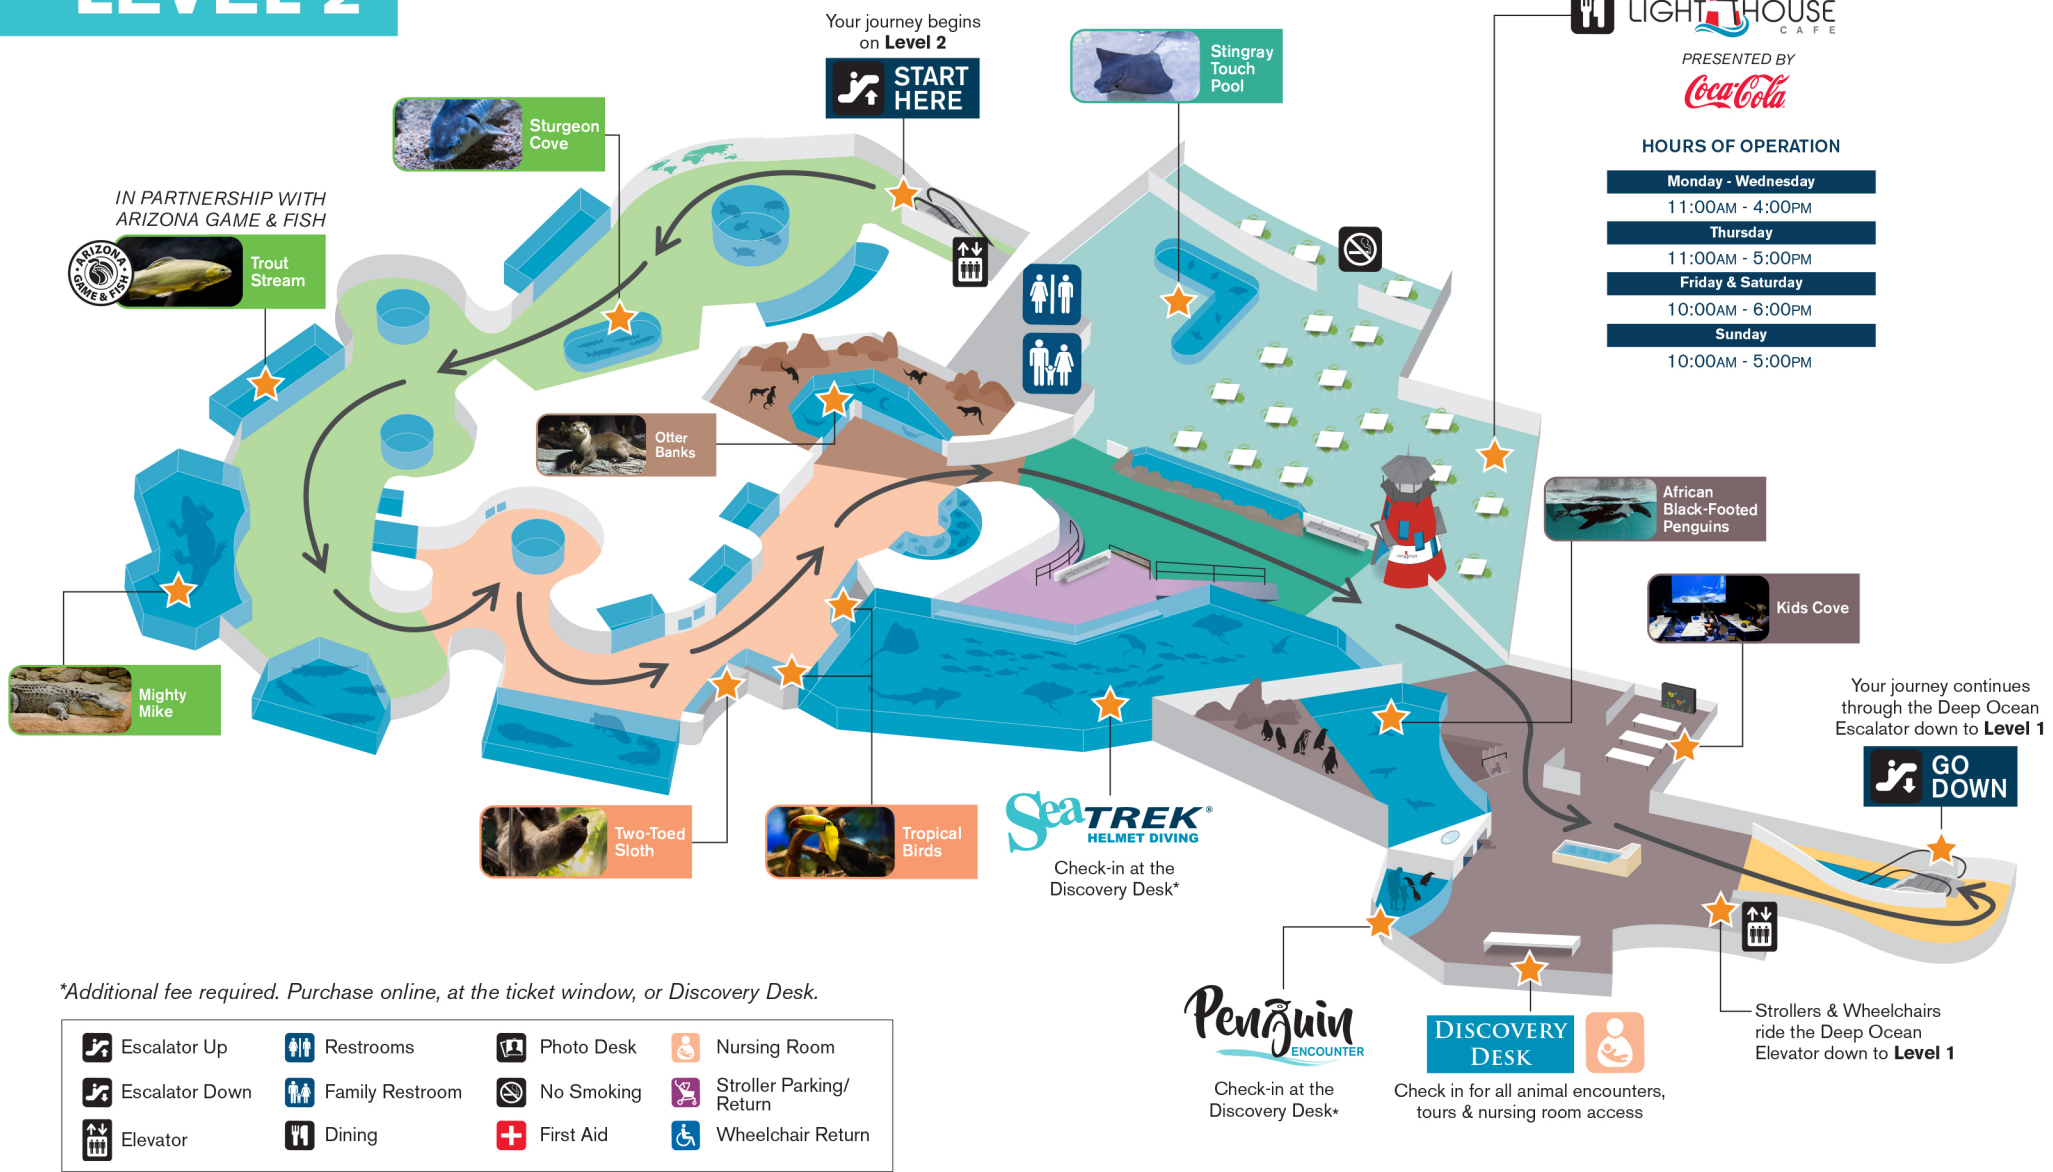 LEVEL 2
Your journey begins
on Level 2
START
HERE
Stingray
Touch
Pool
LIGHTHOUSE
CAFE
PRESENTED BY
Coca-Cola
HOURS OF OPERATION
Monday - Wednesday
11:00AM - 4:00PM
Thursday
11:00AM - 5:00PM
Friday & Saturday
10:00AM - 6:00PM
Sunday
10:00AM - 5:00PM
Sturgeon
Cove
IN PARTNERSHIP WITH
ARIZONA GAME & FISH
ARIZONA
GAME & FISH
Trout
Stream
Otter
Banks
African
Black-Footed
Penguins
Kids Cove
Mighty
Mike
Your journey continues
through the Deep Ocean
Escalator down to Level 1
GO
DOWN
Two-Toed
Sloth
Tropical
Birds
SeaTREK®
HELMET DIVING
Check-in at the
Discovery Desk*
Penguin
ENCOUNTER
Check-in at the
Discovery Desk*
DISCOVERY
DESK
Check in for all animal encounters,
tours & nursing room access
Strollers & Wheelchairs
ride the Deep Ocean
Elevator down to Level 1
*Additional fee required. Purchase online, at the ticket window, or Discovery Desk.
Escalator Up
Restrooms
Photo Desk
Nursing Room
Escalator Down
Family Restroom
No Smoking
Stroller Parking/
Return
Elevator
Dining
First Aid
Wheelchair Return